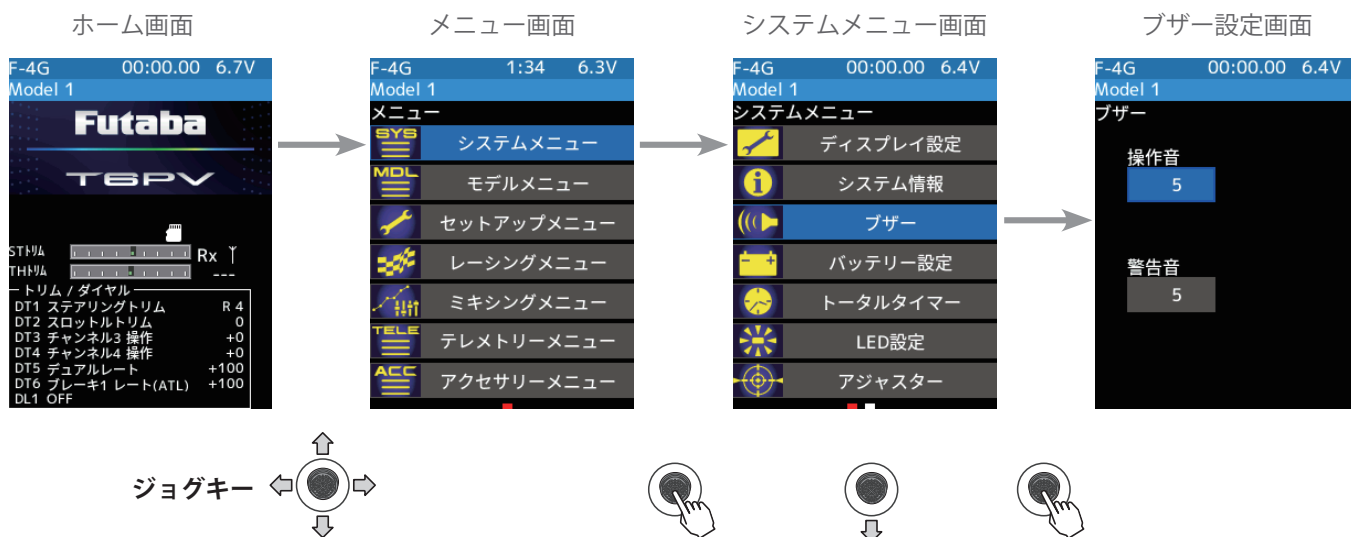 ホーム画面
メニュー画面
システムメニュー画面
ブザー設定画面
F-4G 00:00.00 6.7V
Model 1
Futaba
T6PV
STトリム
Rx
THトリム
---
トリム / ダイヤル
DT1 ステアリングトリム R 4
DT2 スロットルトリム 0
DT3 チャンネル3 操作 +0
DT4 チャンネル4 操作 +0
DT5 デュアルレート +100
DT6 ブレーキ1 レート(ATL) +100
DL1 OFF
F-4G 1:34 6.3V
Model 1
メニュー
SYS システムメニュー
MDL モデルメニュー
セットアップメニュー
レーシングメニュー
ミキシングメニュー
TELE テレメトリーメニュー
ACC アクセサリーメニュー
F-4G 00:00.00 6.4V
Model 1
システムメニュー
ディスプレイ設定
システム情報
ブザー
バッテリー設定
トータルタイマー
LED設定
アジャスター
F-4G 00:00.00 6.4V
Model 1
ブザー
操作音
5
警告音
5
ジョグキー